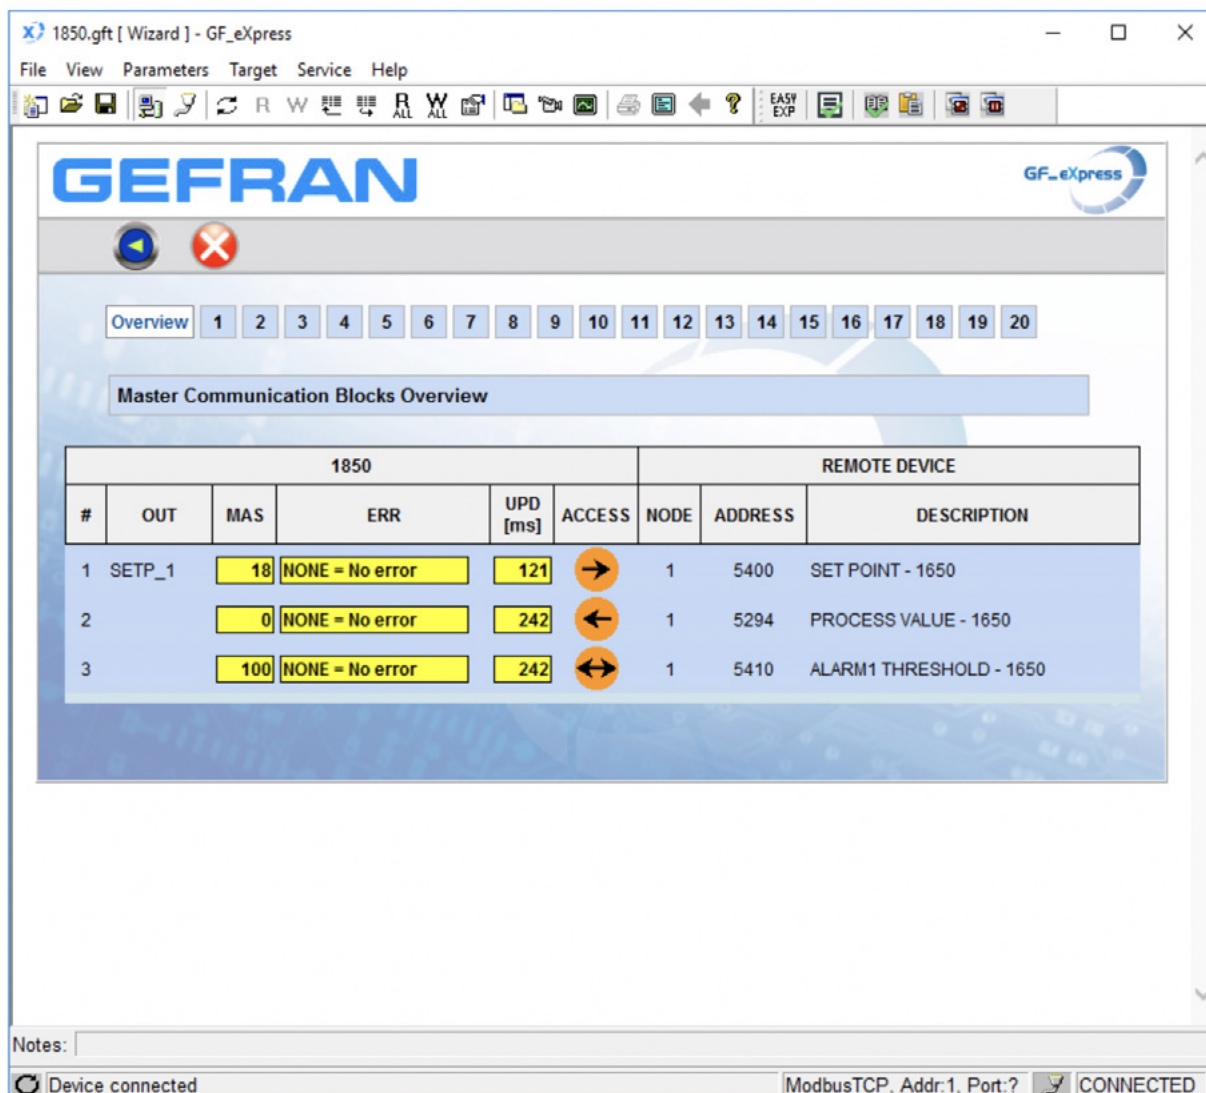 1850.gft [ Wizard ] - GF_eXpress
File View Parameters Target Service Help
R W R ALL W ALL ? EASY EXP
GEFRAN
GF_eXpress
Overview 1 2 3 4 5 6 7 8 9 10 11 12 13 14 15 16 17 18 19 20
Master Communication Blocks Overview
1850 REMOTE DEVICE
# OUT MAS ERR UPD [ms] ACCESS NODE ADDRESS DESCRIPTION
1 SETP_1 18 NONE = No error 121 1 5400 SET POINT - 1650
2 0 NONE = No error 242 1 5294 PROCESS VALUE - 1650
3 100 NONE = No error 242 1 5410 ALARM1 THRESHOLD - 1650
Notes:
Device connected ModbusTCP, Addr:1, Port:? CONNECTED